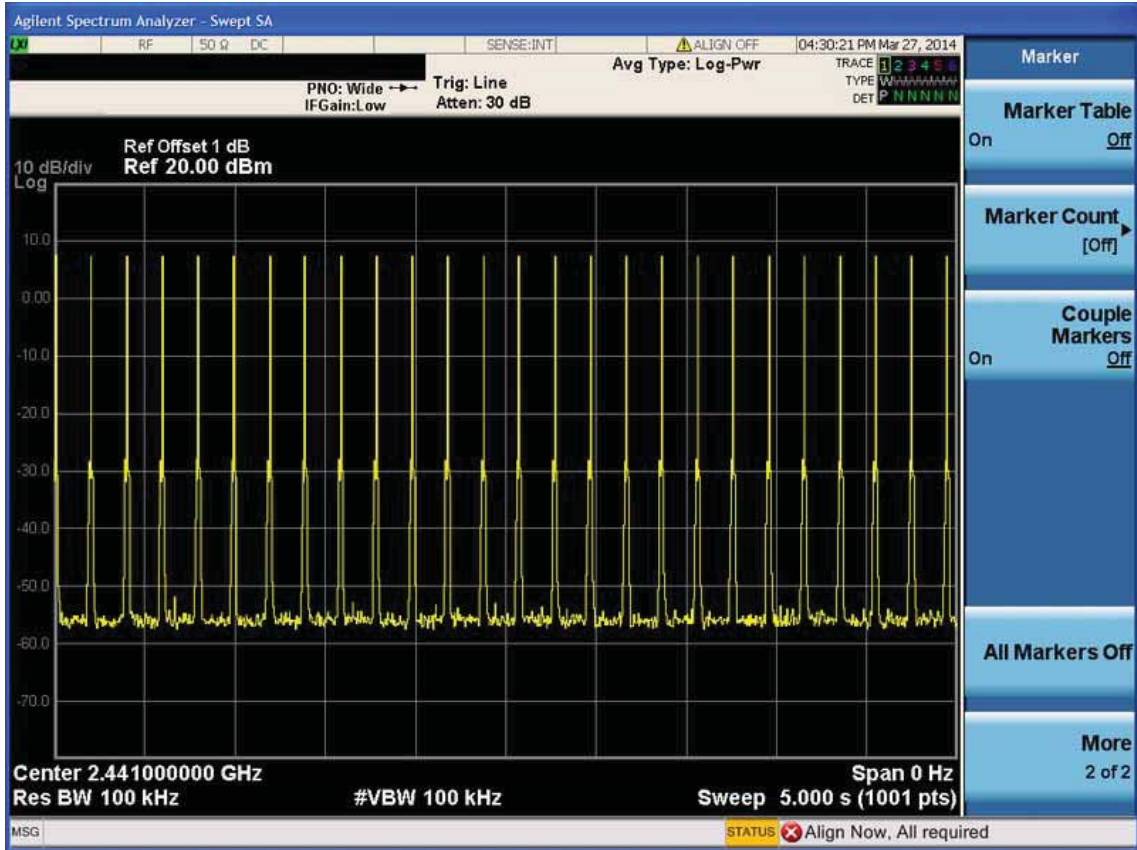 Agilent Spectrum Analyzer - Swept SA
LXI RF 50 Ω DC SENSE:INT ALIGN OFF 04:30:21 PM Mar 27, 2014
Marker
Avg Type: Log-Pwr
TRACE 1 2 3 4 5 6
PNO: Wide
Trig: Line
TYPE WWWWWW
IFGain:Low
Atten: 30 dB
DET P N N N N N
Marker Table
On Off
Ref Offset 1 dB
10 dB/div Ref 20.00 dBm
Log
Marker Count
[Off]
10.0
0.00
Couple
Markers
On Off
-10.0
-20.0
-30.0
-40.0
-50.0
-60.0
All Markers Off
-70.0
More
2 of 2
Center 2.441000000 GHz Span 0 Hz
Res BW 100 kHz #VBW 100 kHz Sweep 5.000 s (1001 pts)
MSG STATUS Align Now, All required